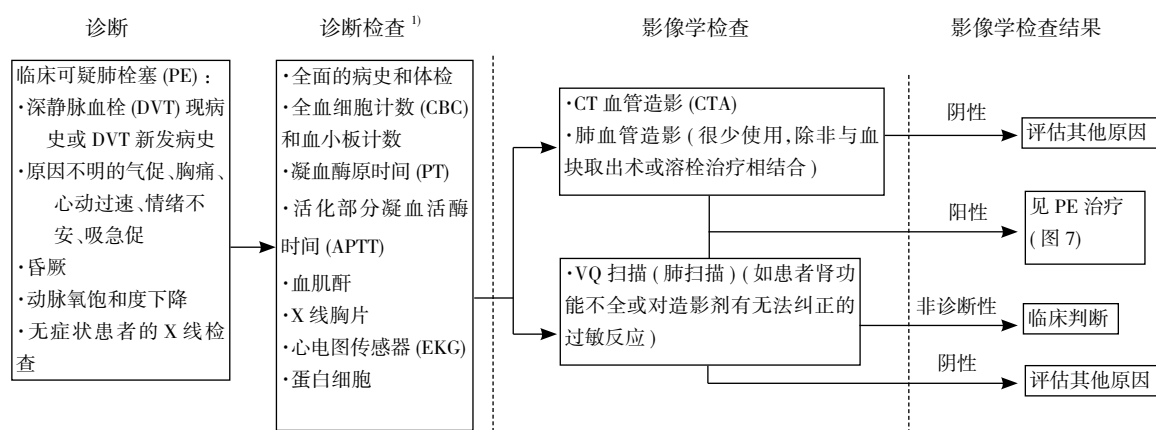 诊断
诊断检查 1)
影像学检查
影像学检查结果
临床可疑肺栓塞 (PE) :
·深静脉血栓 (DVT) 现病
史或 DVT 新发病史
·原因不明的气促、胸痛、
心动过速、情绪不
安、吸急促
·昏厥
·动脉氧饱和度下降
·无症状患者的 X 线检
查
·全面的病史和体检
·全血细胞计数 (CBC)
和血小板计数
·凝血酶原时间 (PT)
·活化部分凝血活酶
时间 (APTT)
·血肌酐
·X 线胸片
·心电图传感器 (EKG)
·蛋白细胞
·CT 血管造影 (CTA)
·肺血管造影 ( 很少使用, 除非与血
块取出术或溶栓治疗相结合 )
·VQ 扫描 ( 肺扫描 ) ( 如患者肾功
能不全或对造影剂有无法纠正的
过敏反应 )
阴性
评估其他原因
阳性
见 PE 治疗
( 图 7)
非诊断性
临床判断
阴性
评估其他原因